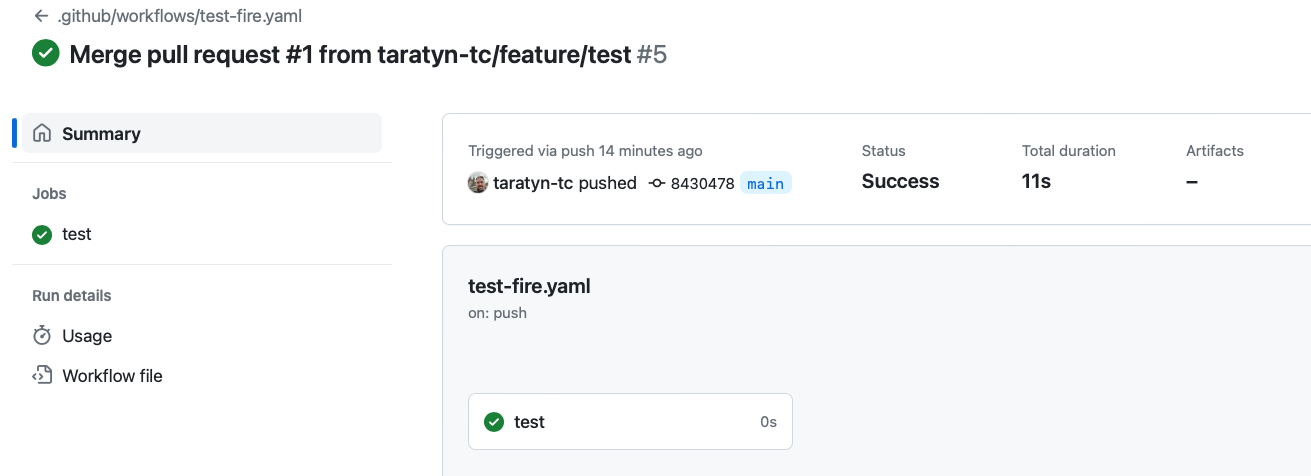 .github/workflows/test-fire.yaml
Merge pull request #1 from taratyn-tc/feature/test #5
Summary
Jobs
test
Run details
Usage
Workflow file
Triggered via push 14 minutes ago
taratyn-tc pushed 8430478 main
Status
Success
Total duration
11s
Artifacts
–
test-fire.yaml
on: push
test 0s